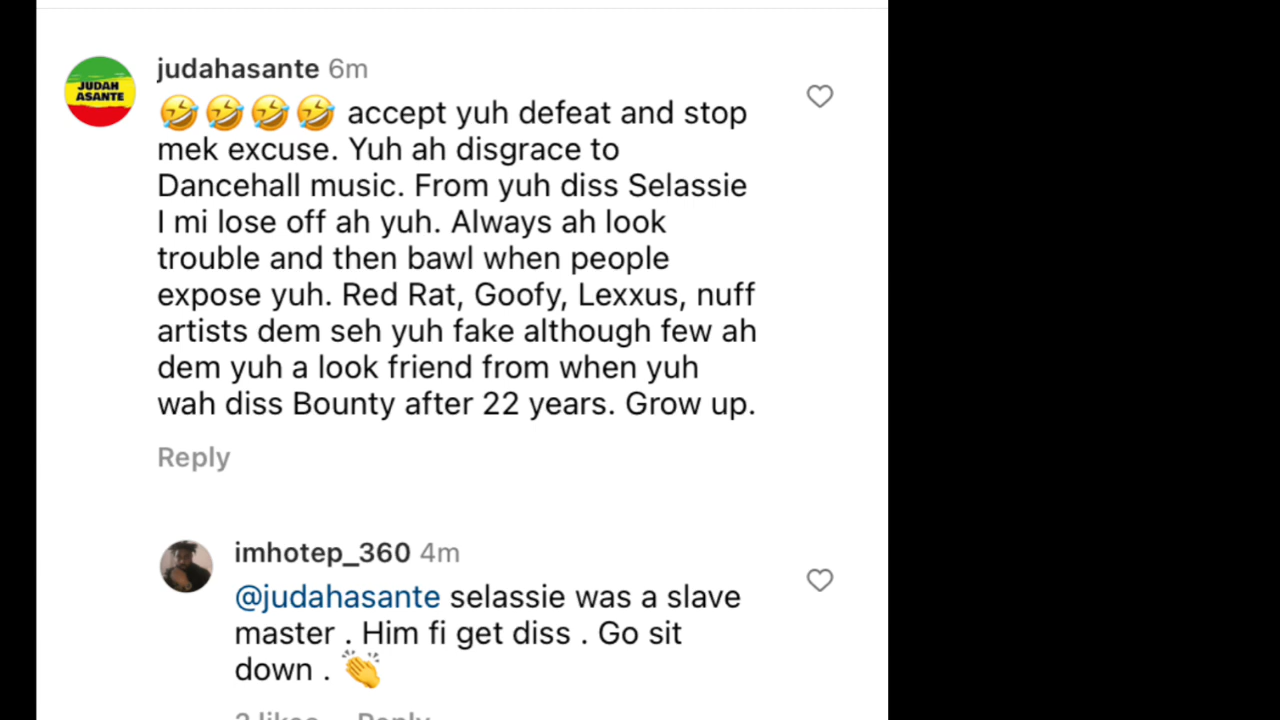 judahasante 6m
JUDAH
ASANTE
🤣🤣🤣🤣 accept yuh defeat and stop
mek excuse. Yuh ah disgrace to
Dancehall music. From yuh diss Selassie
I mi lose off ah yuh. Always ah look
trouble and then bawl when people
expose yuh. Red Rat, Goofy, Lexxus, nuff
artists dem seh yuh fake although few ah
dem yuh a look friend from when yuh
wah diss Bounty after 22 years. Grow up.
Reply
imhotep_360 4m
@judahasante selassie was a slave
master . Him fi get diss . Go sit
down . 👏
likes Reply